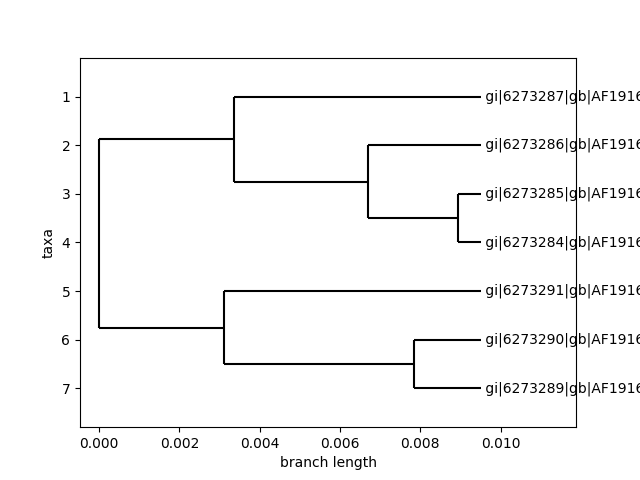 1 gi|6273287|gb|AF1916
2 gi|6273286|gb|AF1916
3 gi|6273285|gb|AF1916
4 gi|6273284|gb|AF1916
5 gi|6273291|gb|AF1916
6 gi|6273290|gb|AF1916
7 gi|6273289|gb|AF1916
taxa
0.000 0.002 0.004 0.006 0.008 0.010
branch length